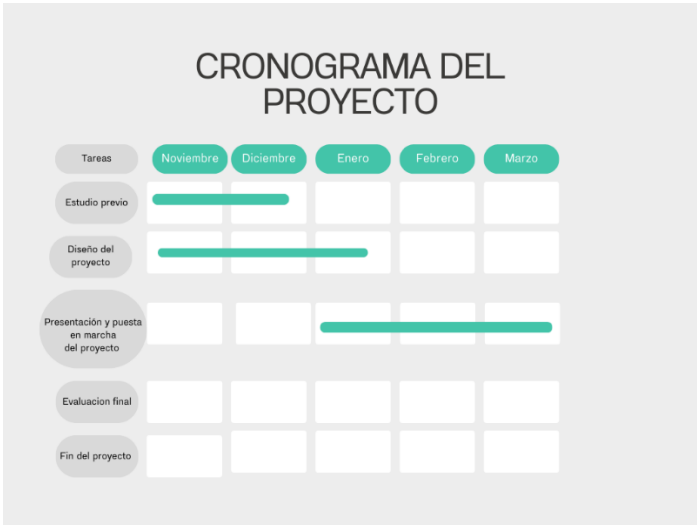 CRONOGRAMA DEL
PROYECTO
Tareas Noviembre Diciembre Enero Febrero Marzo
Estudio previo
Diseño del
proyecto
Presentación y puesta
en marcha
del proyecto
Evaluacion final
Fin del proyecto